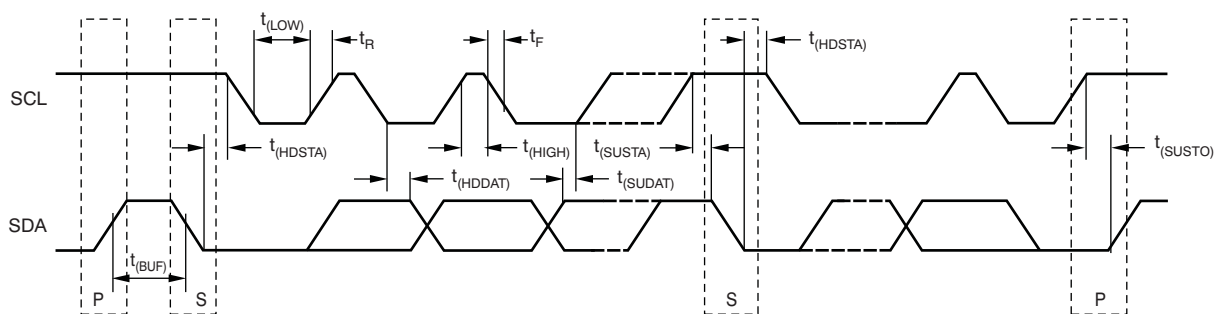 t(LOW)
tR
tF
t(HDSTA)
SCL
t(HDSTA)
t(HIGH)
t(SUSTA)
t(SUSTO)
t(HDDAT)
t(SUDAT)
SDA
t(BUF)
P
S
S
P